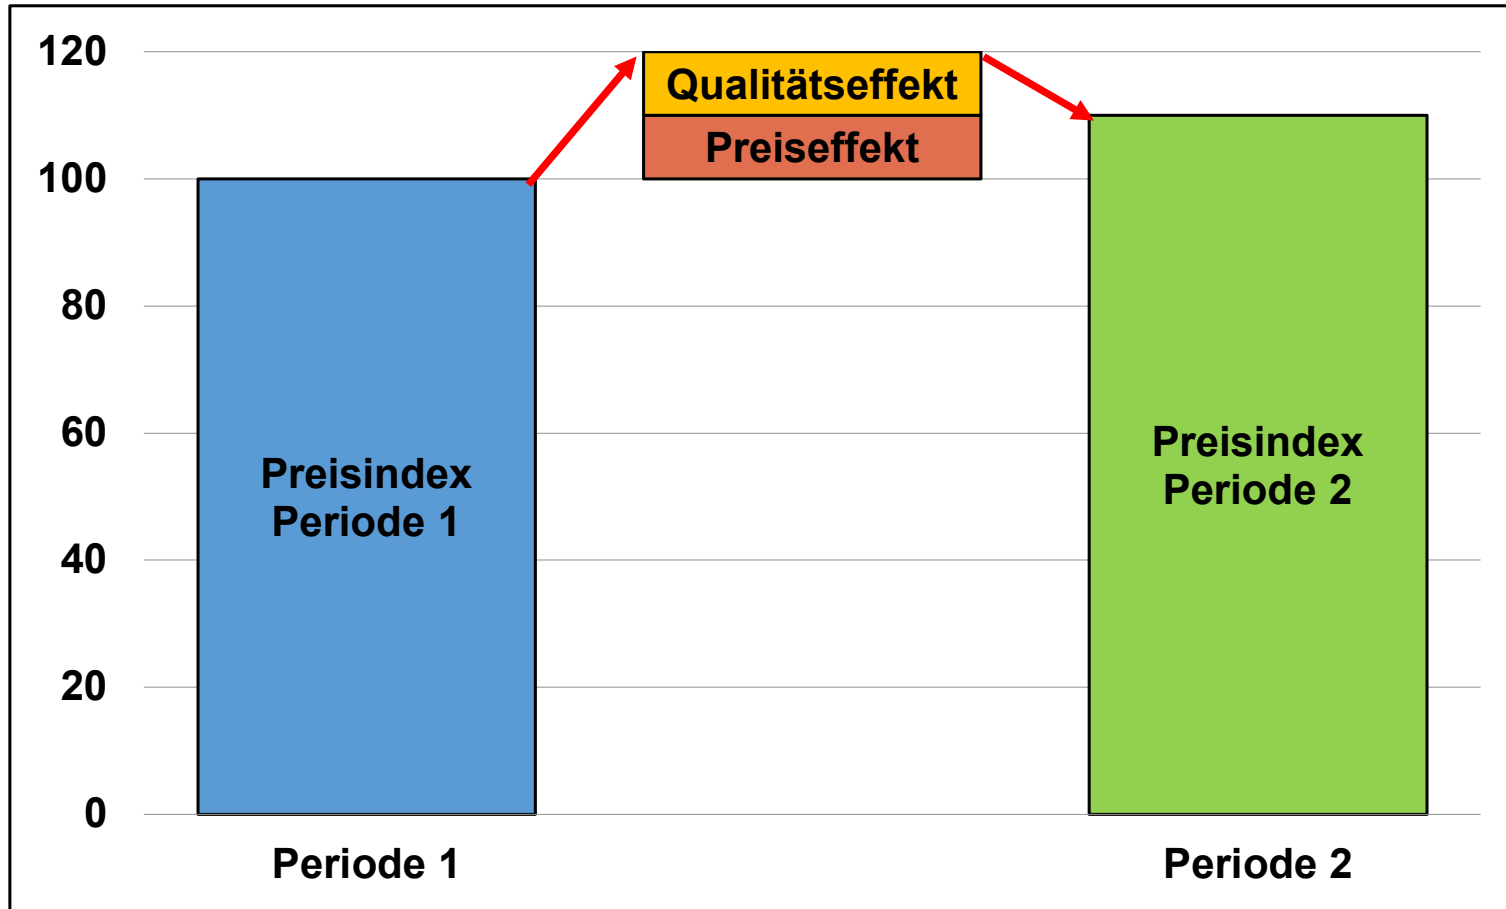 120
100
80
60
40
20
0
Qualitätseffekt
Preiseffekt
Preisindex
Periode 1
Preisindex
Periode 2
Periode 1
Periode 2